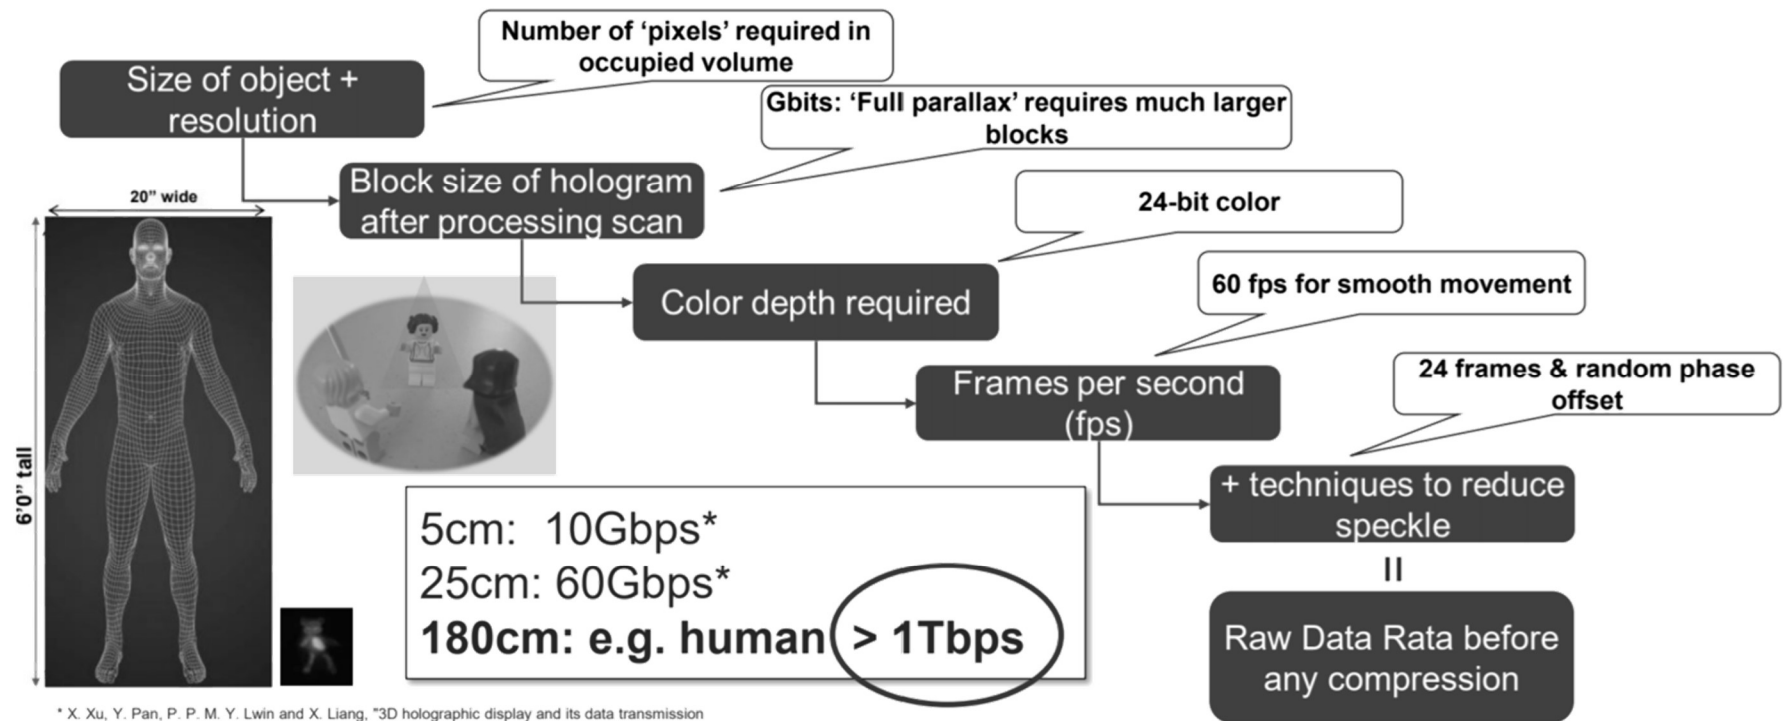 Number of ‘pixels’ required in
occupied volume
Size of object +
resolution
Gbits: ‘Full parallax’ requires much larger
blocks
Block size of hologram
after processing scan
24-bit color
20” wide
Color depth required
60 fps for smooth movement
Frames per second
(fps)
24 frames & random phase
offset
6’0” tall
+ techniques to reduce
speckle
5cm: 10Gbps*
25cm: 60Gbps*
180cm: e.g. human > 1Tbps
=
Raw Data Rata before
any compression
* X. Xu, Y. Pan, P. P. M. Y. Lwin and X. Liang, "3D holographic display and its data transmission